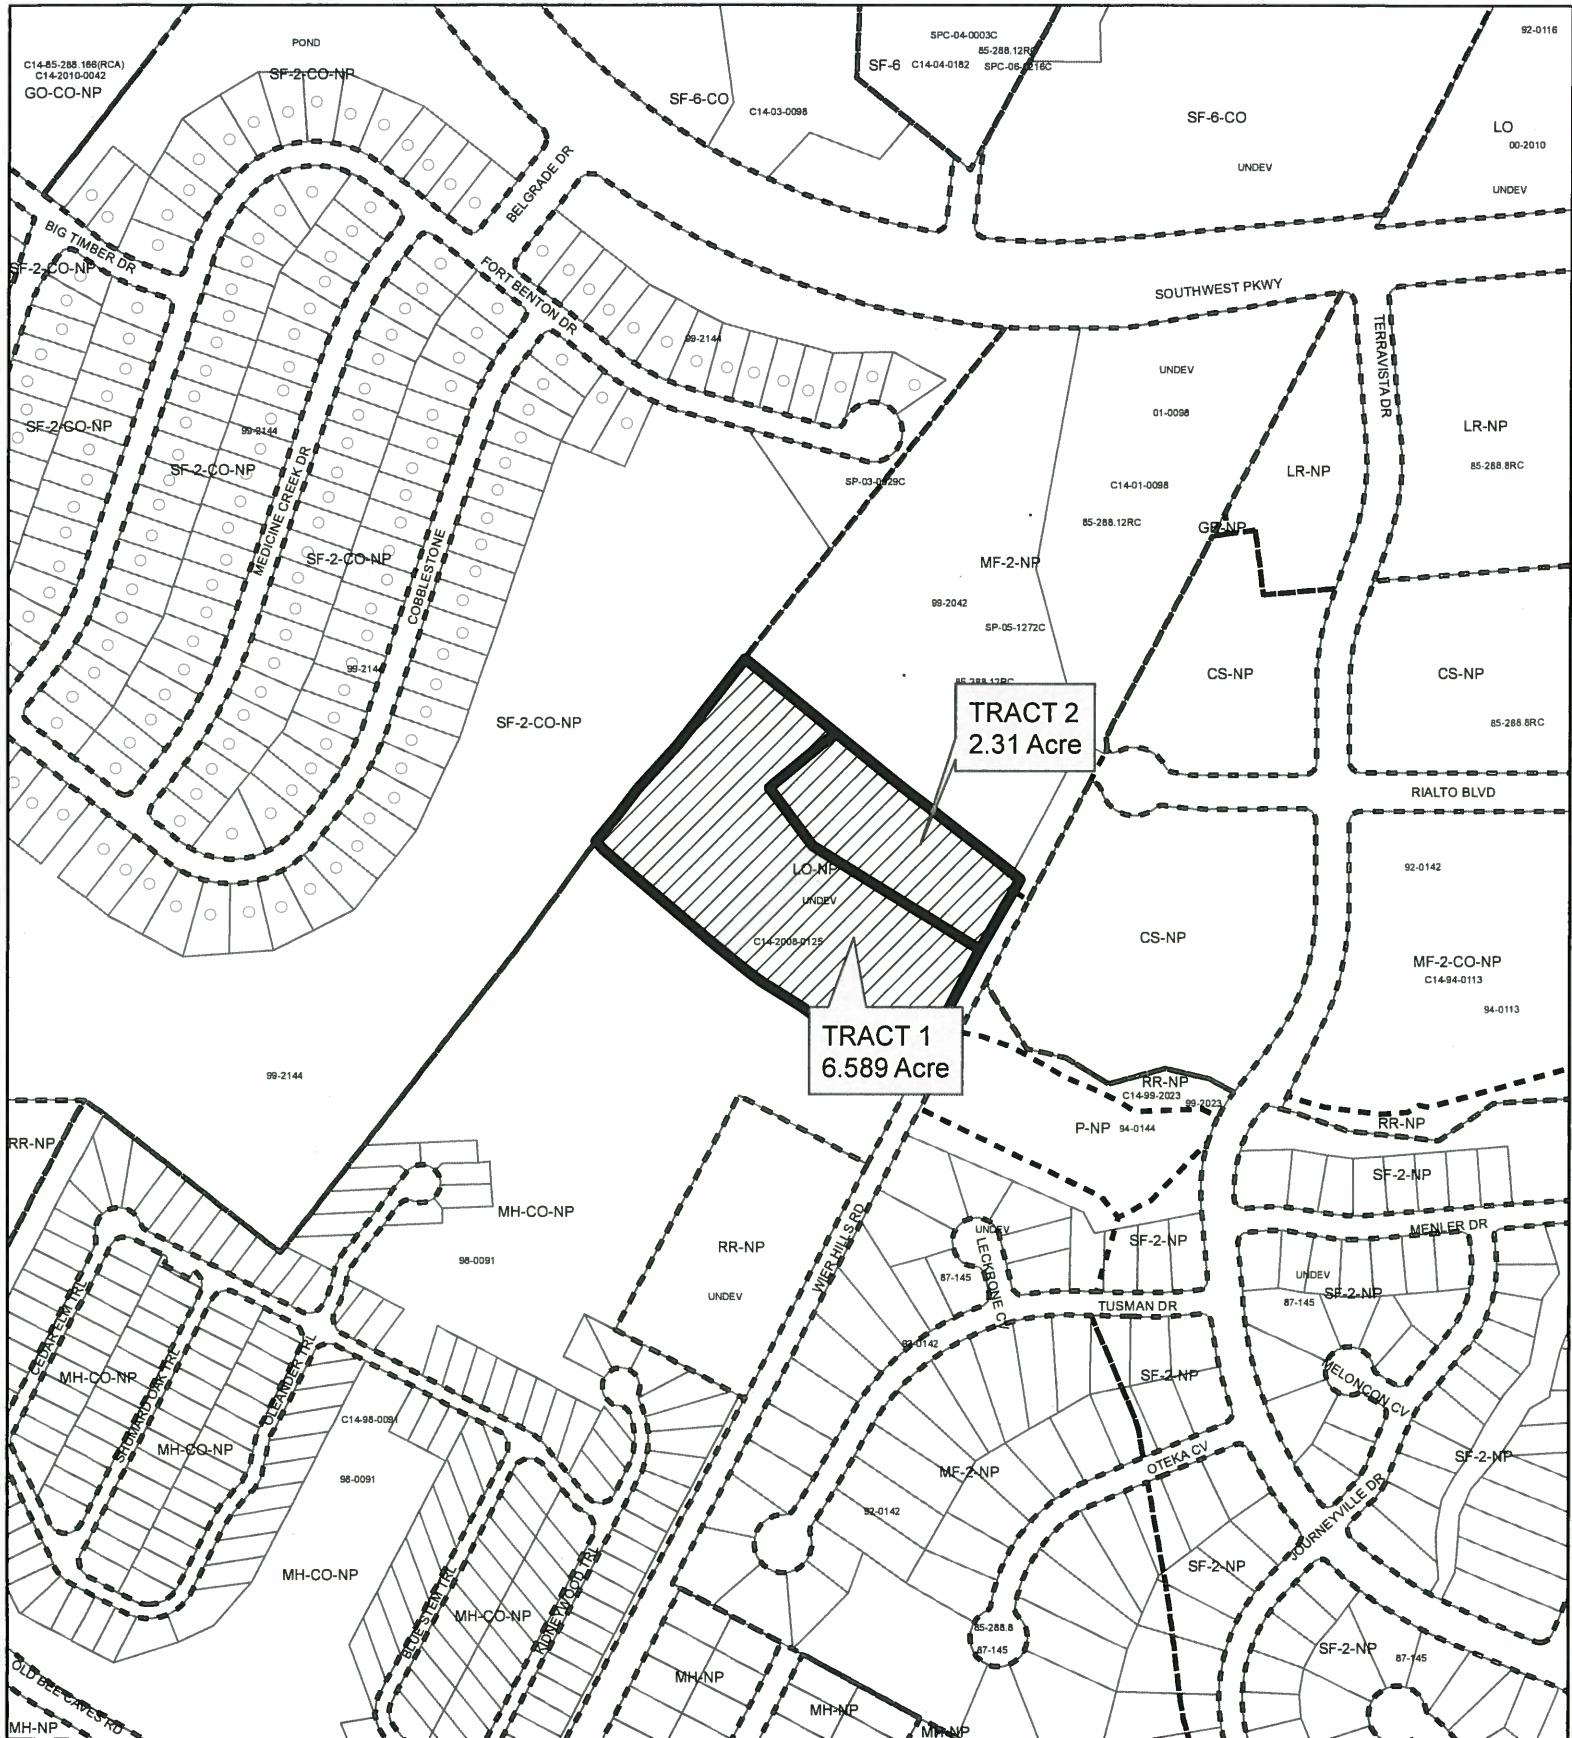 POND
C14-85-288.166(RCA)
C14-2010-0042
GO-CO-NP
SF-2-CO-NP
SF-6-CO
C14-03-0098
SF-6
C14-04-0182
SPC-04-0003C
92-0116
SF-6-CO
UNDEV
LO
00-2010
UNDEV
BELGRADE DR
BIG TIMBER DR
SF-2-CO-NP
FORT BENTON DR
SOUTHWEST PKWY
TERRAVISTA DR
99-2144
UNDEV
01-0098
SF-2-CO-NP
99-2144
SF-2-CO-NP
MEDICINE CREEK DR
C14-01-0098
85-288.12RC
LR-NP
LR-NP
85-288.8RC
SF-2-CO-NP
COBBLESTONE
MF-2-NP
99-2042
SP-05-1272C
CS-NP
CS-NP
85-288.8RC
SF-2-CO-NP
TRACT 2
2.31 Acre
RIALTO BLVD
LO-NP
UNDEV
C14-2008-0125
92-0142
CS-NP
MF-2-CO-NP
C14-94-0113
94-0113
TRACT 1
6.589 Acre
99-2144
RR-NP
C14-99-2023
99-2023
P-NP
94-0144
RR-NP
RR-NP
SF-2-NP
MH-CO-NP
98-0091
RR-NP
UNDEV
WIER HILLS RD
UNDEV
LECKRONE CV
87-145
SF-2-NP
MENLER DR
UNDEV
87-145
SF-2-NP
TUSMAN DR
92-0142
CEDAR ELM TRL
MH-CO-NP
SHUMARD OAK TRL
OLEANDER TRL
SF-2-NP
MELONCON CV
C14-98-0091
MH-CO-NP
98-0091
MF-2-NP
OTEKA CV
SF-2-NP
92-0142
JOURNEYVILLE DR
MH-CO-NP
BLUE STEM TRL
MH-CO-NP
KIDNEYWOOD TRL
SF-2-NP
85-288.8
87-145
SF-2-NP
87-145
OLD BEE CAVES RD
MH-NP
MH-NP
MH-NP
MH-NP